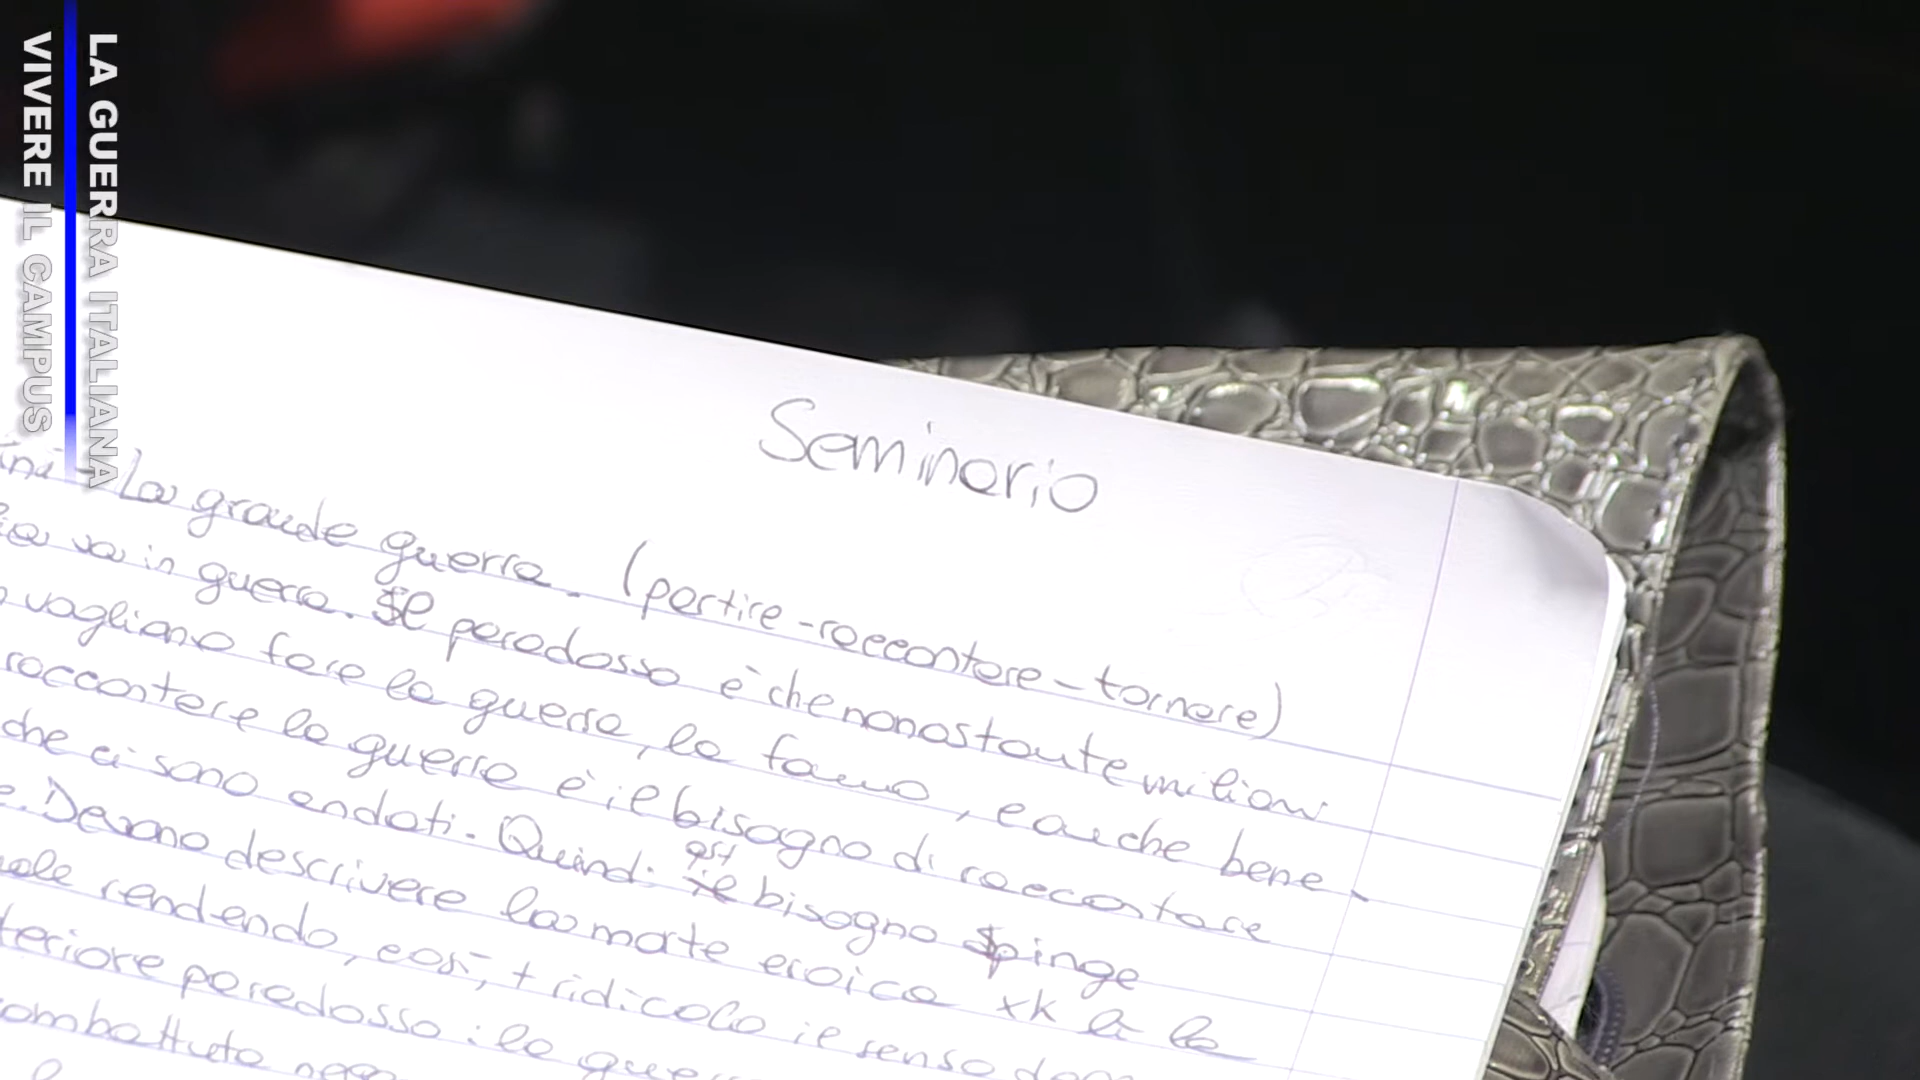 LA GUERRA ITALIANA
VIVERE IL CAMPUS
Seminario
- La grande guerra. (partire-raccontare-tornare)
va in guerra. Il paradosso è che nonostante milioni
vogliano fare la guerra, la fanno, e anche bene.
raccontare la guerra è il bisogno di raccontare
che ci sono andati. Quindi qst bisogno spinge
Devono descrivere la morte eroica xk li la
rendendo, così, + ridicolo il senso
paradosso: la
combattuta